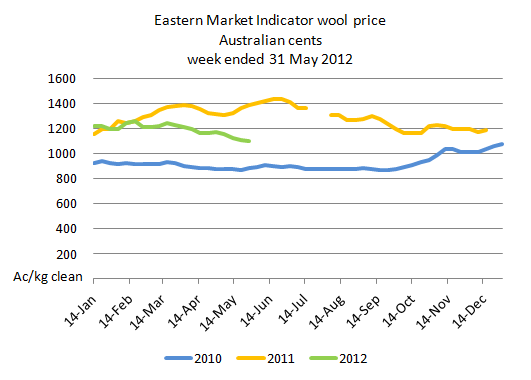 Eastern Market Indicator wool price
Australian cents
week ended 31 May 2012
1600
1400
1200
1000
800
600
400
200
Ac/kg clean
14-Jan
14-Feb
14-Mar
14-Apr
14-May
14-Jun
14-Jul
14-Aug
14-Sep
14-Oct
14-Nov
14-Dec
2010 2011 2012